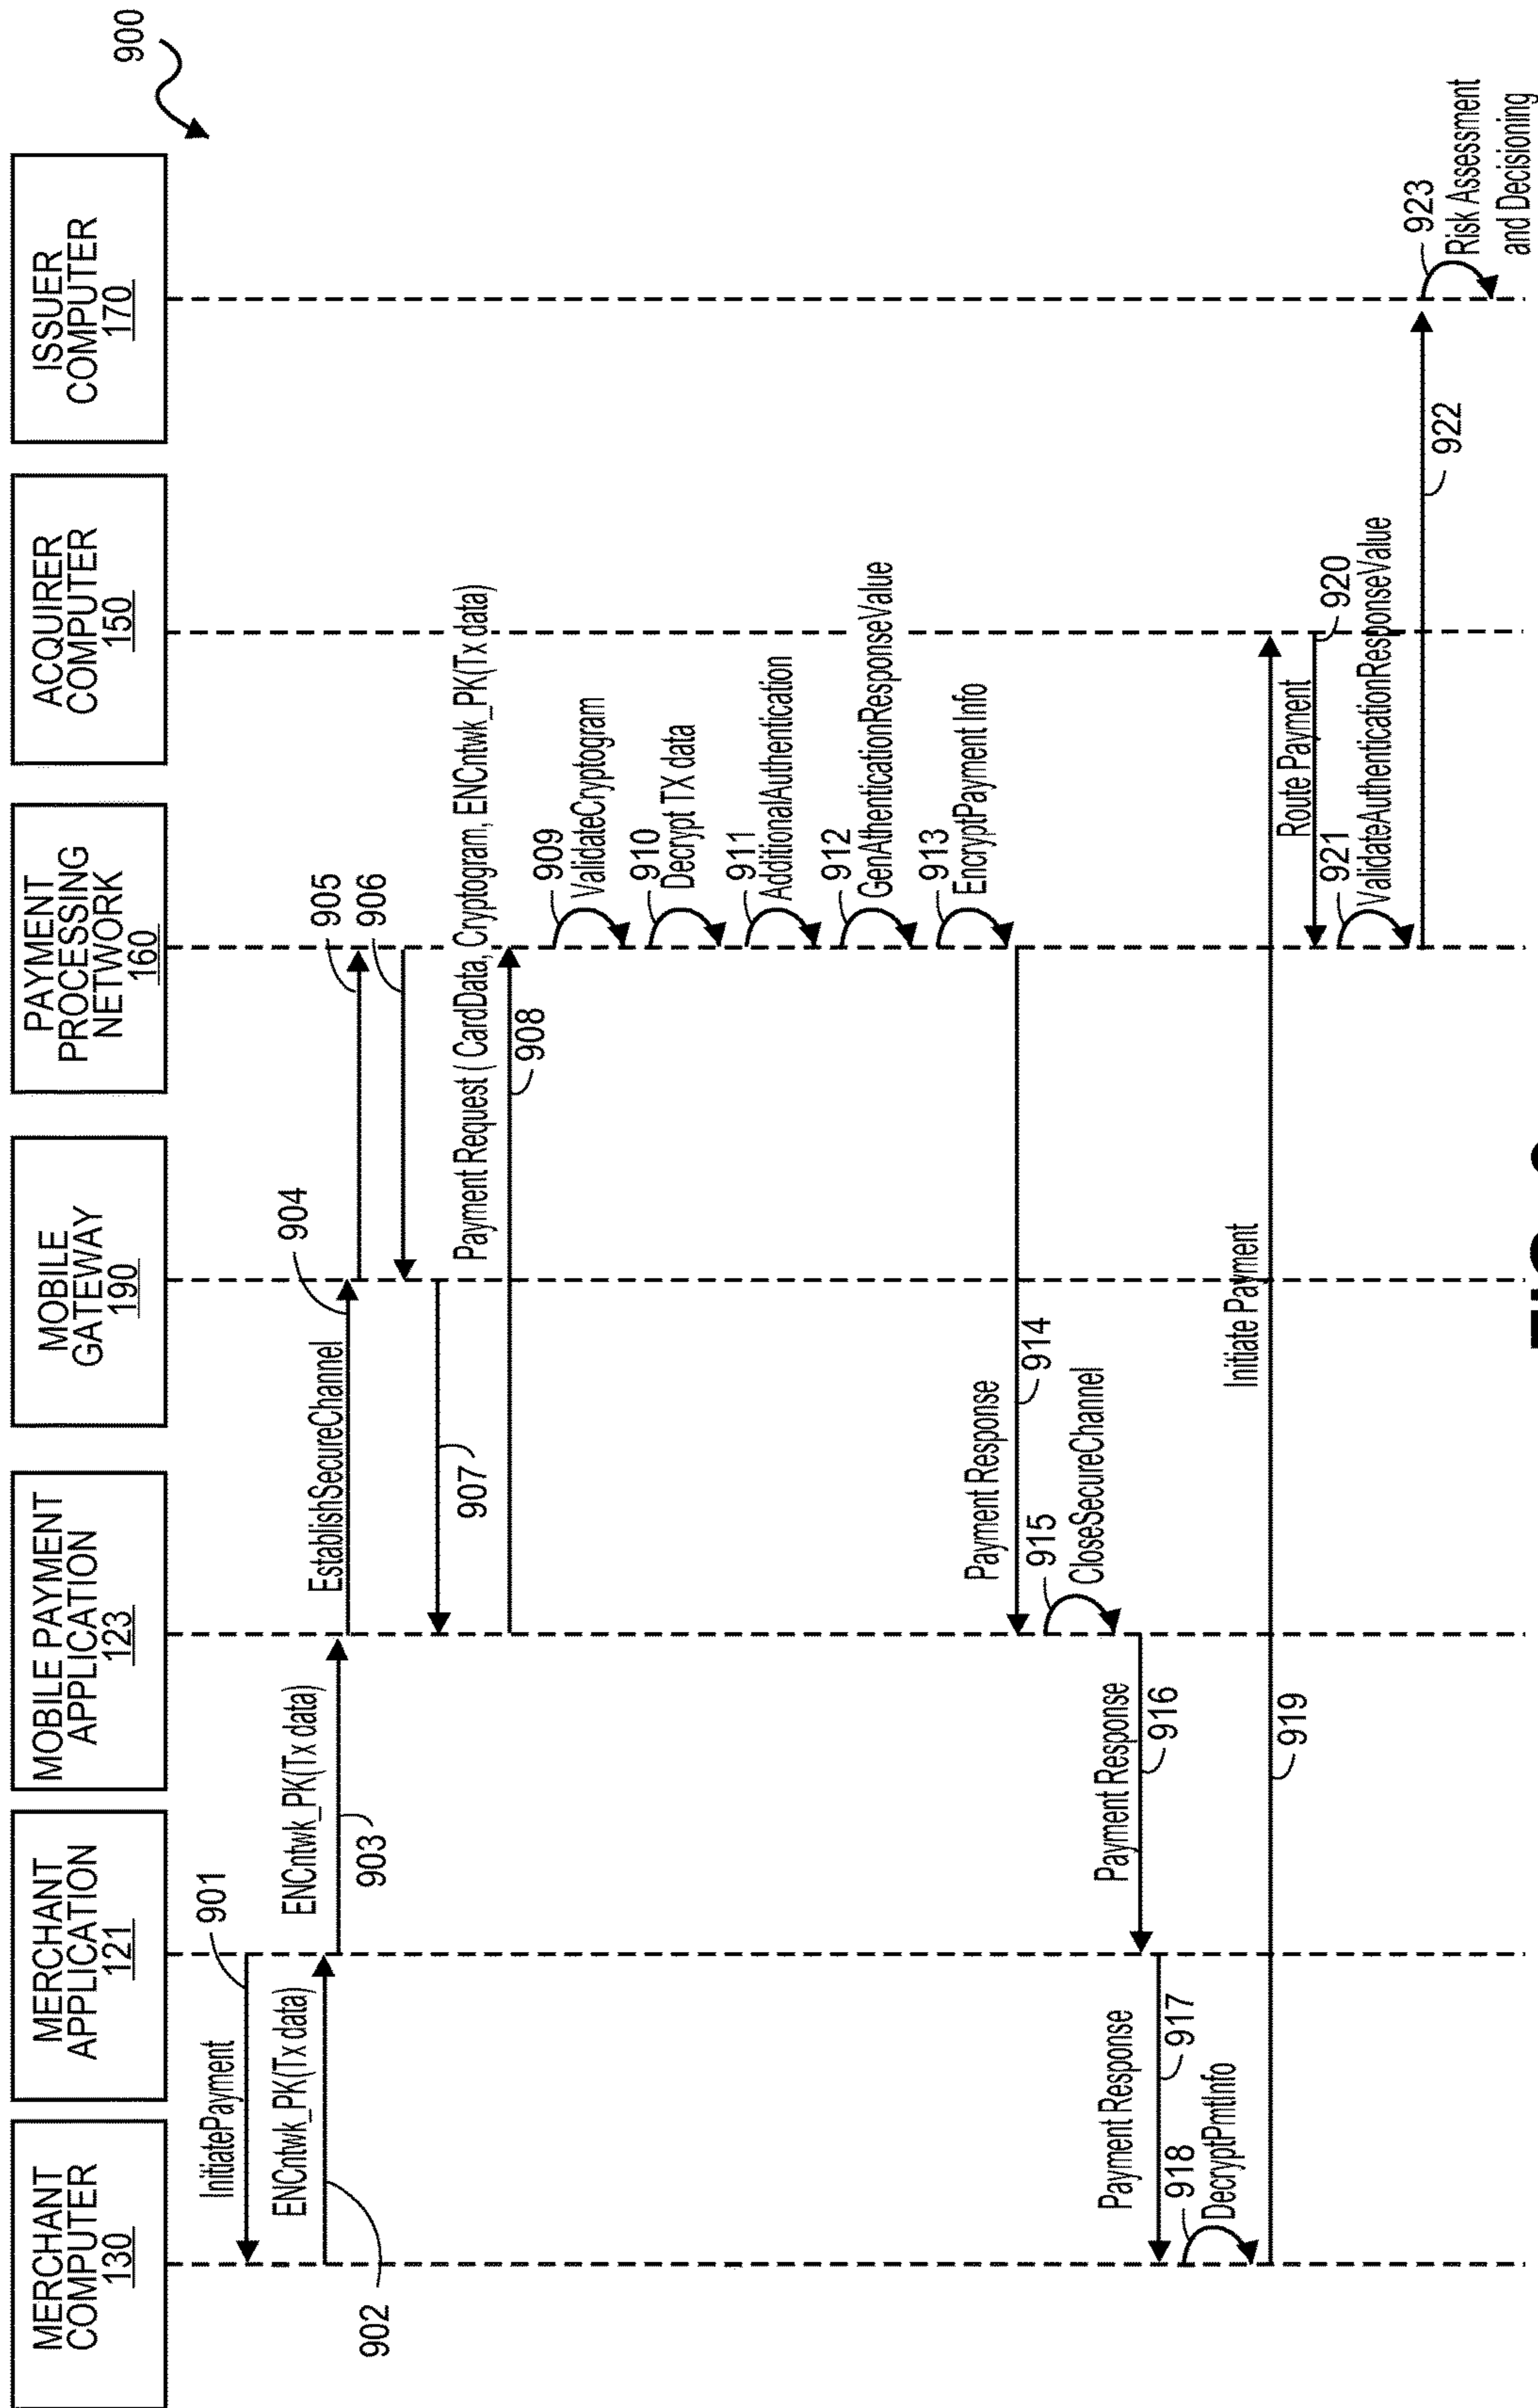 900
MERCHANT
COMPUTER
130
MERCHANT
APPLICATION
121
MOBILE PAYMENT
APPLICATION
123
MOBILE
GATEWAY
190
PAYMENT
PROCESSING
NETWORK
160
ACQUIRER
COMPUTER
150
ISSUER
COMPUTER
170
InitiatePayment
901
ENCntwk_PK(Tx data)
902
ENCntwk_PK(Tx data)
903
EstablishSecureChannel
904
905
906
907
Payment Request ( CardData, Cryptogram, ENCntwk_PK(Tx data)
908
909
ValidateCryptogram
910
Decrypt TX data
911
AdditionalAuthentication
912
GenAthenticationResponseValue
913
EncryptPayment Info
Payment Response
914
915
CloseSecureChannel
Payment Response
916
Payment Response
917
918
DecryptPmtInfo
Initiate Payment
919
Route Payment
920
921
ValidateAuthenticationResponseValue
922
923
Risk Assessment
and Decisioning